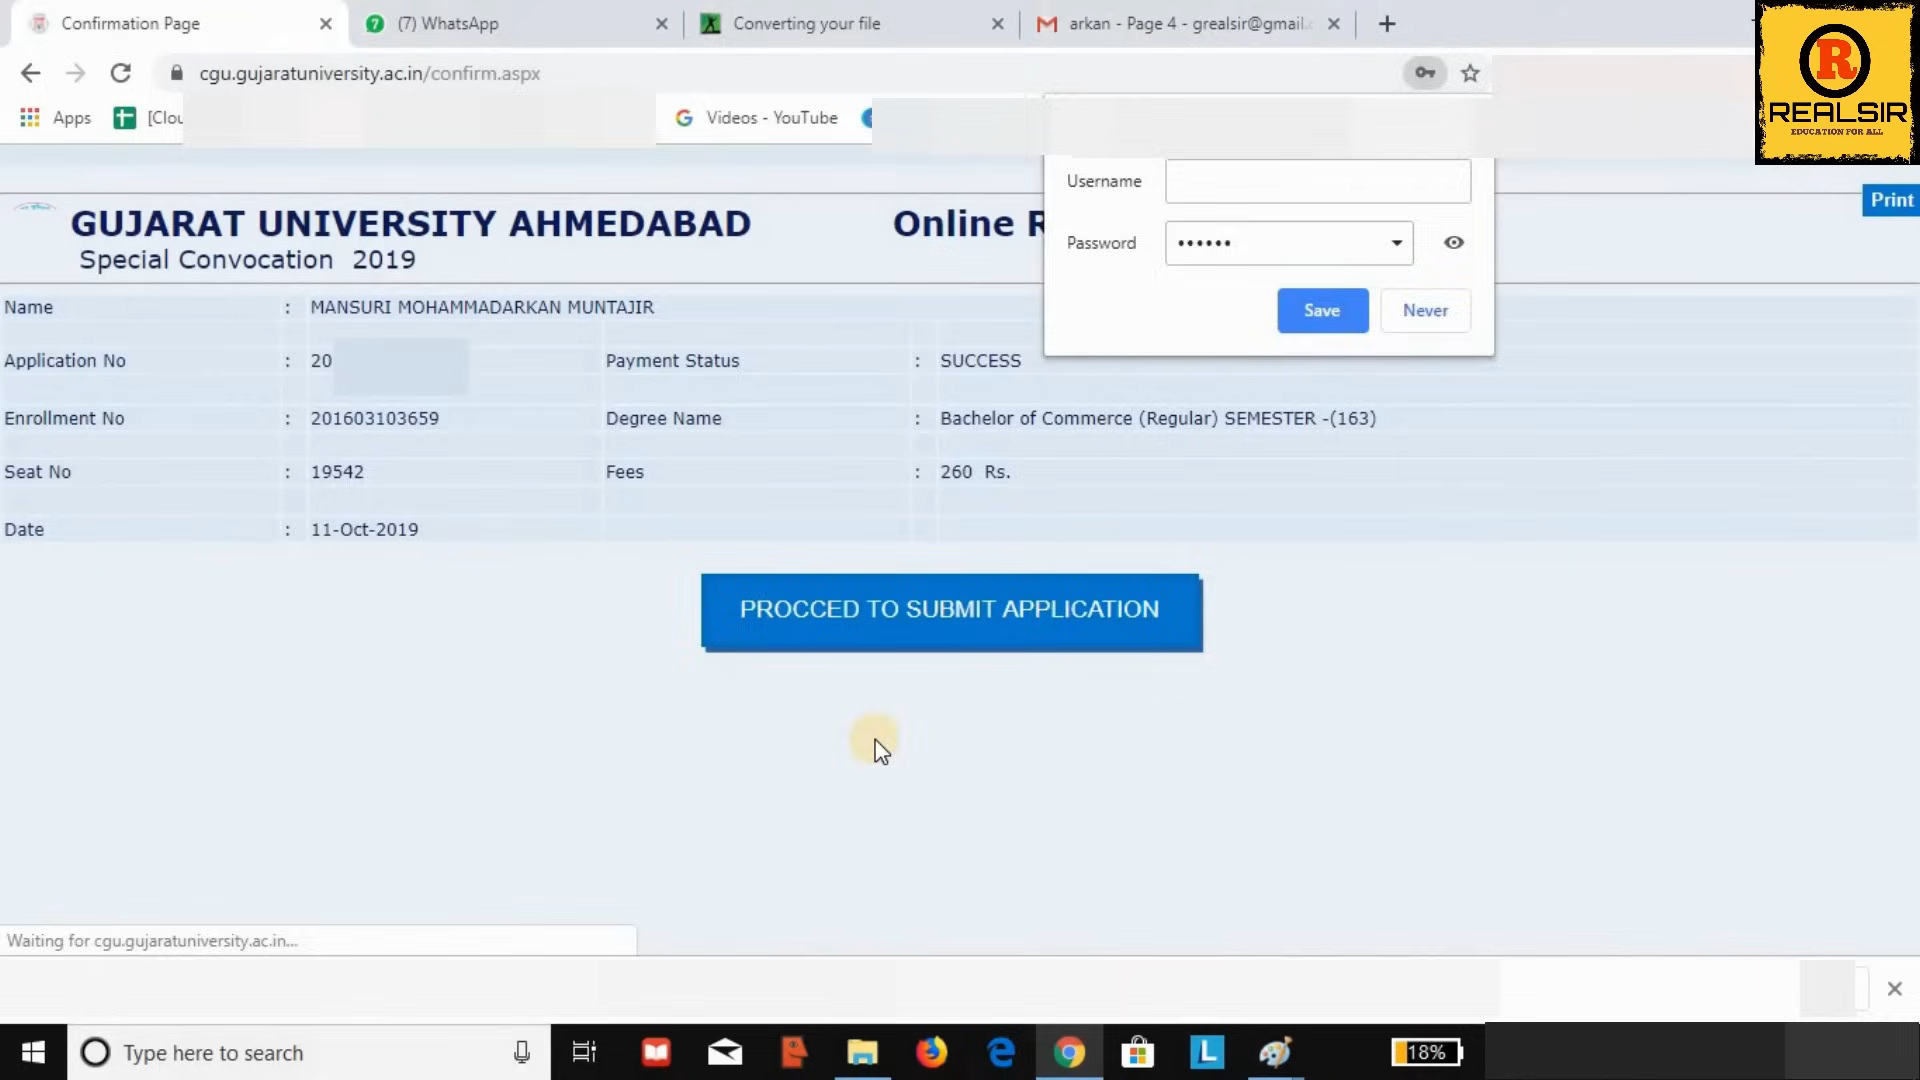 Confirmation Page
(7) WhatsApp
Converting your file
arkan - Page 4 - grealsir@gmail.
cgu.gujaratuniversity.ac.in/confirm.aspx
Apps
[Clou
Videos - YouTube
R
REALSIR
EDUCATION FOR ALL
Username
Password
••••••
Save
Never
Print
GUJARAT UNIVERSITY AHMEDABAD
Online R
Special Convocation 2019
Name : MANSURI MOHAMMADARKAN MUNTAJIR
Application No : 20 Payment Status : SUCCESS
Enrollment No : 201603103659 Degree Name : Bachelor of Commerce (Regular) SEMESTER -(163)
Seat No : 19542 Fees : 260 Rs.
Date : 11-Oct-2019
PROCCED TO SUBMIT APPLICATION
Waiting for cgu.gujaratuniversity.ac.in...
Type here to search
L
18%